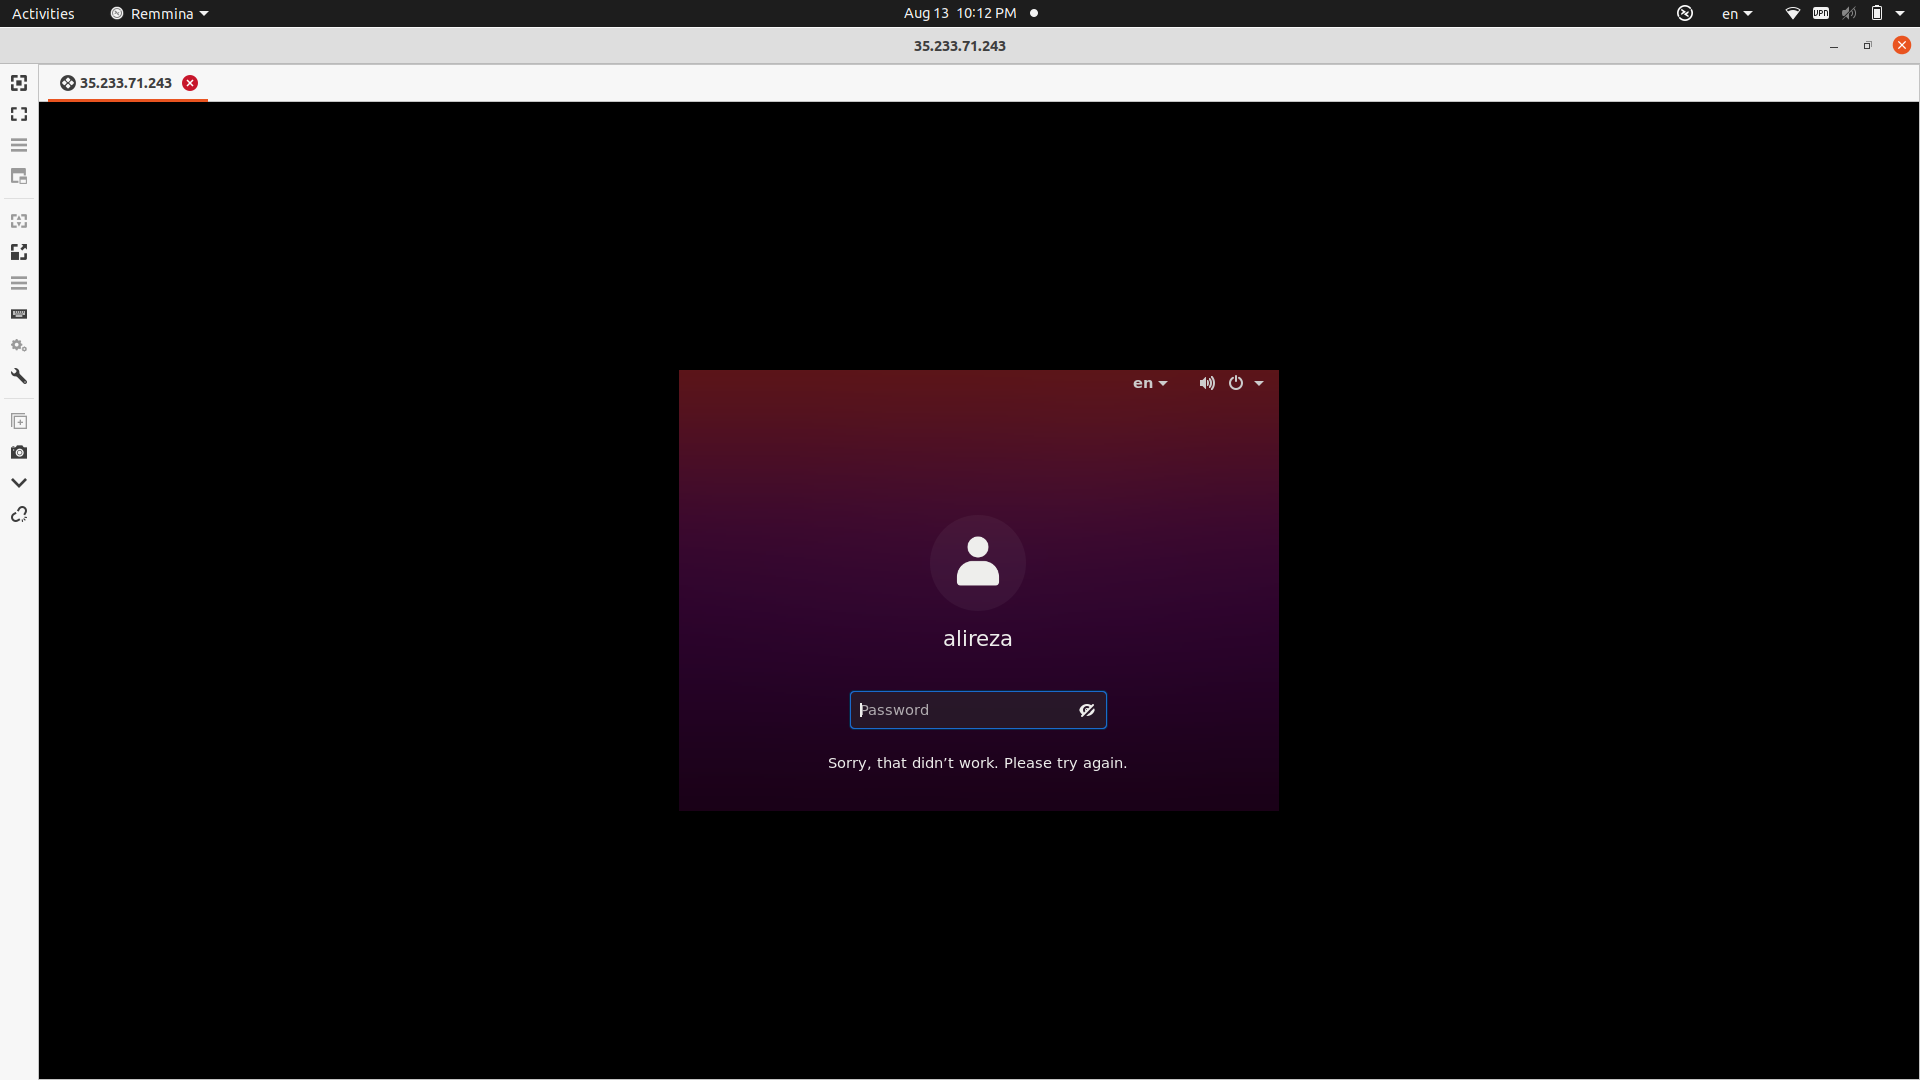 Activities Remmina Aug 13 10:12 PM en VPN
35.233.71.243
35.233.71.243
en
alireza
Password
Sorry, that didn’t work. Please try again.